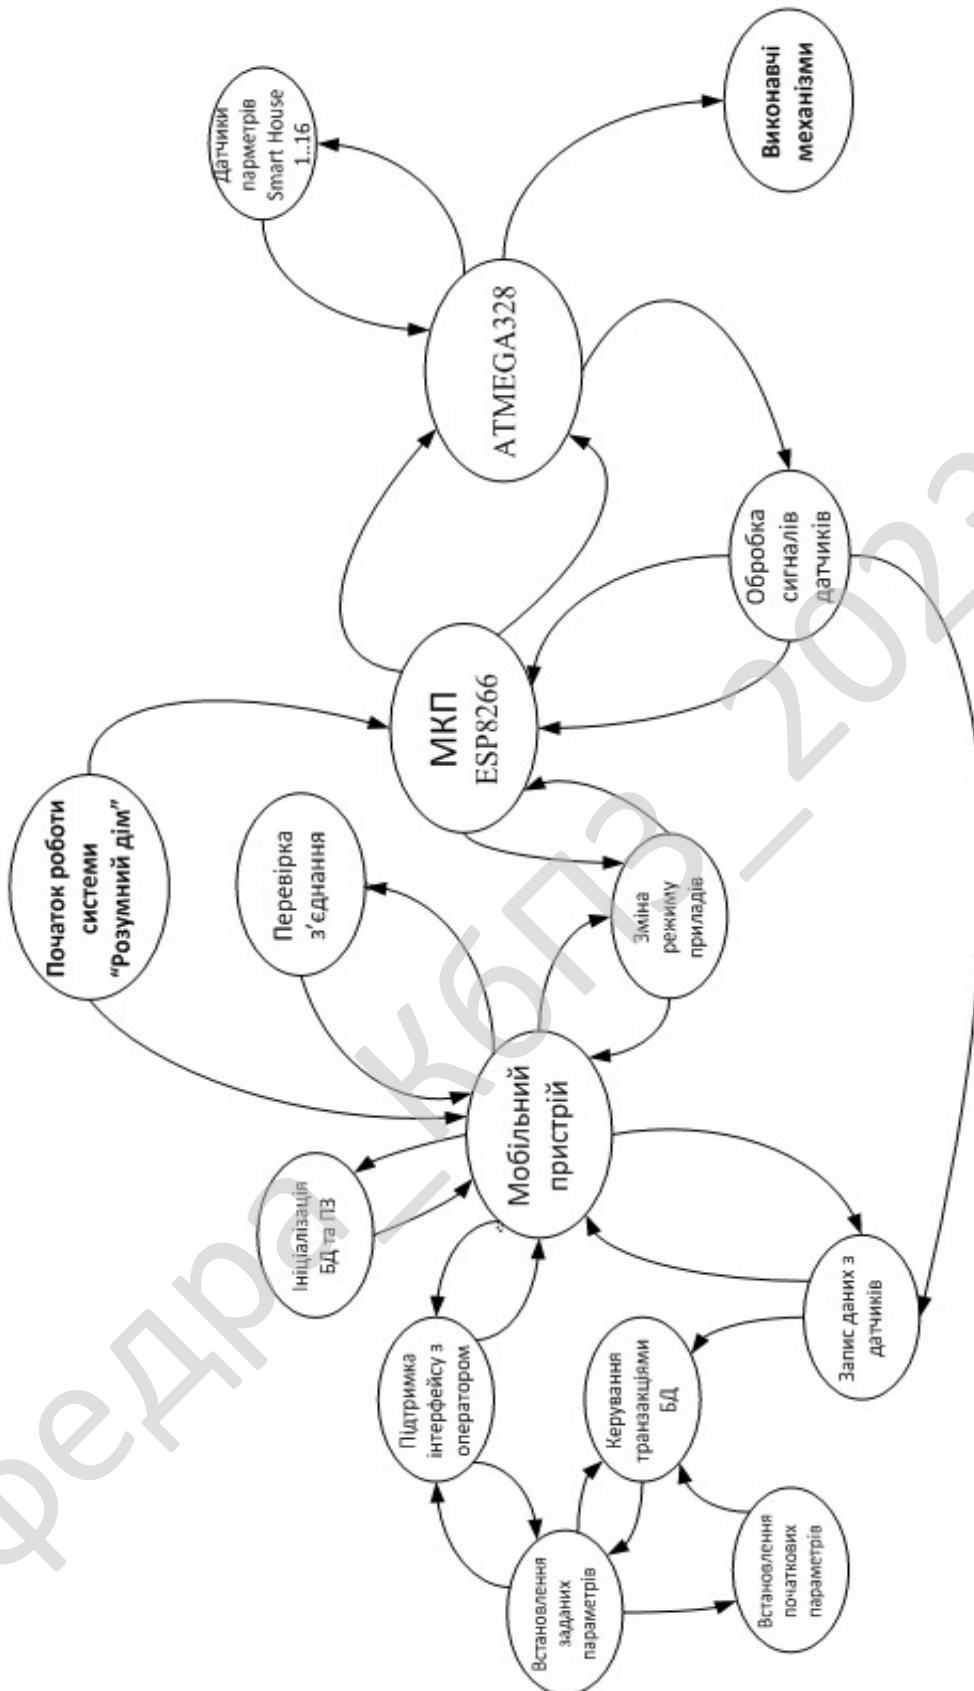 Початок роботи
системи
“Розумний дім”
Перевірка
з’єднання
Ініціалізація
БД та ПЗ
Підтримка
інтерфейсу з
оператором
Встановлення
заданих
параметрів
Встановлення
початкових
параметрів
Керування
транзакціями
БД
Запис даних з
датчиків
Мобільний
пристрій
Зміна
режиму
приладів
МКП
ESP8266
Обробка
сигналів
датчиків
ATMEGA328
Датчики
парметрів
Smart House
1..16
Виконавчі
механізми
федра_КбПЗ_202